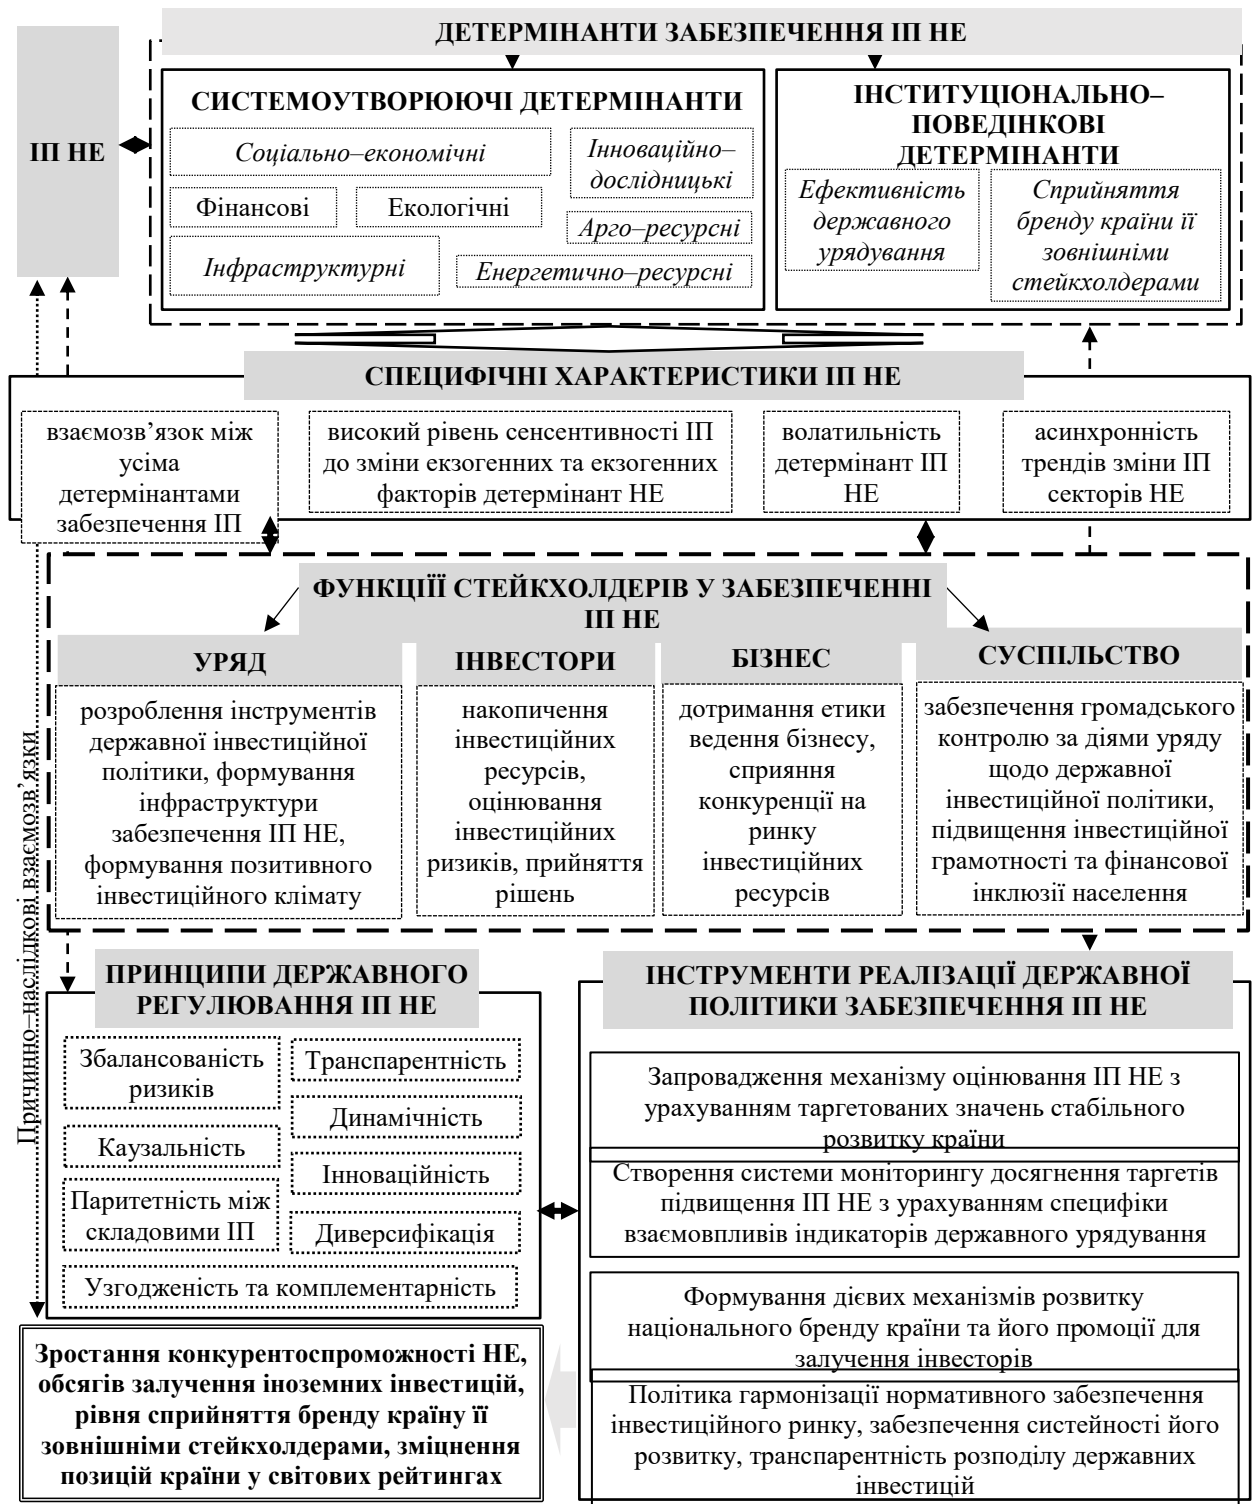 ДЕТЕРМІНАНТИ ЗАБЕЗПЕЧЕННЯ ІП НЕ
ІП НЕ
СИСТЕМОУТВОРЮЮЧІ ДЕТЕРМІНАНТИ
Соціально–економічні
Інноваційно–
дослідницькі
Фінансові
Екологічні
Арго–ресурсні
Інфраструктурні
Енергетично–ресурсні
ІНСТИТУЦІОНАЛЬНО–
ПОВЕДІНКОВІ
ДЕТЕРМІНАНТИ
Ефективність
державного
урядування
Сприйняття
бренду країни її
зовнішніми
стейкхолдерами
СПЕЦИФІЧНІ ХАРАКТЕРИСТИКИ ІП НЕ
взаємозв’язок між
усіма
детермінантами
забезпечення ІП
високий рівень сенсентивності ІП
до зміни екзогенних та екзогенних
факторів детермінант НЕ
волатильність
детермінант ІП
НЕ
асинхронність
трендів зміни ІП
секторів НЕ
Причинно–наслідкові взаємозв’язки
ФУНКЦІЇІ СТЕЙКХОЛДЕРІВ У ЗАБЕЗПЕЧЕННІ
ІП НЕ
УРЯД
розроблення інструментів
державної інвестиційної
політики, формування
інфраструктури
забезпечення ІП НЕ,
формування позитивного
інвестиційного клімату
ІНВЕСТОРИ
накопичення
інвестиційних
ресурсів,
оцінювання
інвестиційних
ризиків, прийняття
рішень
БІЗНЕС
дотримання етики
ведення бізнесу,
сприяння
конкуренції на
ринку
інвестиційних
ресурсів
СУСПІЛЬСТВО
забезпечення громадського
контролю за діями уряду
щодо державної
інвестиційної політики,
підвищення інвестиційної
грамотності та фінансової
інклюзії населення
ПРИНЦИПИ ДЕРЖАВНОГО
РЕГУЛЮВАННЯ ІП НЕ
Збалансованість
ризиків
Транспарентність
Динамічність
Каузальність
Інноваційність
Паритетність між
складовими ІП
Диверсифікація
Узгодженість та комплементарність
ІНСТРУМЕНТИ РЕАЛІЗАЦІЇ ДЕРЖАВНОЇ
ПОЛІТИКИ ЗАБЕЗПЕЧЕННЯ ІП НЕ
Запровадження механізму оцінювання ІП НЕ з
урахуванням таргетованих значень стабільного
розвитку країни
Створення системи моніторингу досягнення таргетів
підвищення ІП НЕ з урахуванням специфіки
взаємовпливів індикаторів державного урядування
Формування дієвих механізмів розвитку
національного бренду країни та його промоції для
залучення інвесторів
Політика гармонізації нормативного забезпечення
інвестиційного ринку, забезпечення систейності його
розвитку, транспарентність розподілу державних
інвестицій
Зростання конкурентоспроможності НЕ,
обсягів залучення іноземних інвестицій,
рівня сприйняття бренду країну її
зовнішніми стейкхолдерами, зміцнення
позицій країни у світових рейтингах